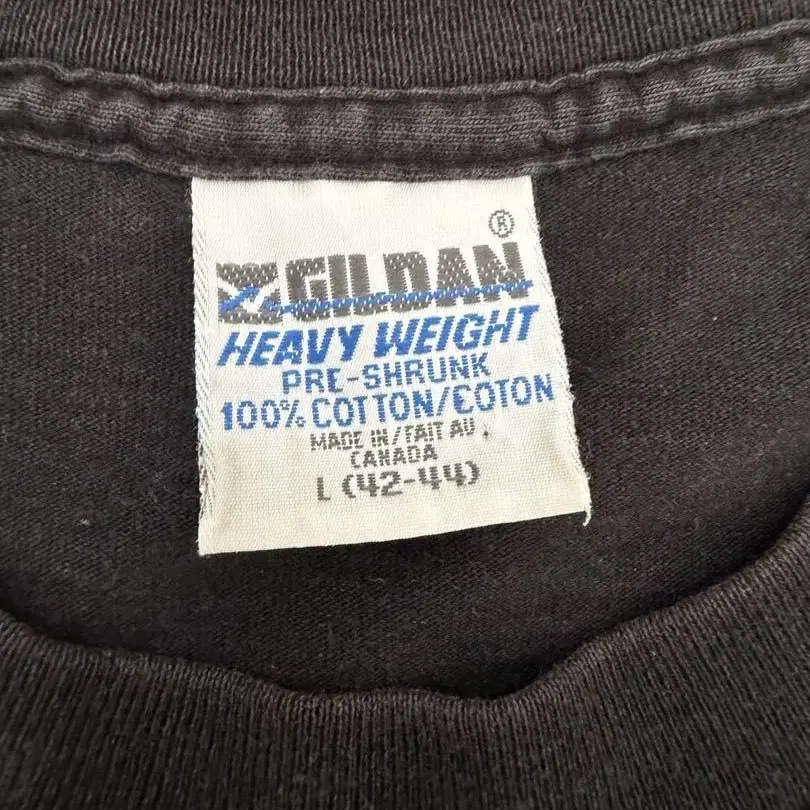 ®
GILDAN
HEAVY WEIGHT
PRE-SHRUNK
100% COTTON/COTON
MADE IN/FAIT AU
CANADA
L (42-44)